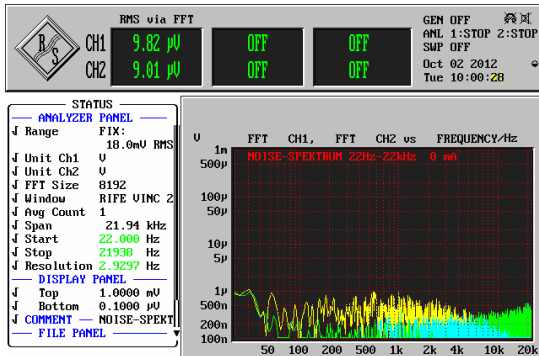 RMS via FFT
R S
CH1 9.82 µV OFF OFF
CH2 9.01 µV OFF OFF
GEN OFF
ANL 1:STOP 2:STOP
SWP OFF
Oct 02 2012
Tue 10:00:28
STATUS
ANALYZER PANEL
Range FIX:
18.0mV RMS
Unit Ch1 V
Unit Ch2 V
FFT Size 8192
Window RIFE VINC 2
Avg Count 1
Span 21.94 kHz
Start 22.000 Hz
Stop 21938 Hz
Resolution 2.9297 Hz
DISPLAY PANEL
Top 1.0000 mV
Bottom 0.1000 µV
COMMENT — NOISE-SPEKT
FILE PANEL
V FFT CH1, FFT CH2 vs FREQUENCY/Hz
NOISE-SPEKTRUM 22Hz-22kHz 0 mA
1m
500µ
100µ
50µ
10µ
5µ
1µ
500n
200n
100n
50 100 200 500 1k 2k 4k 10k 20k